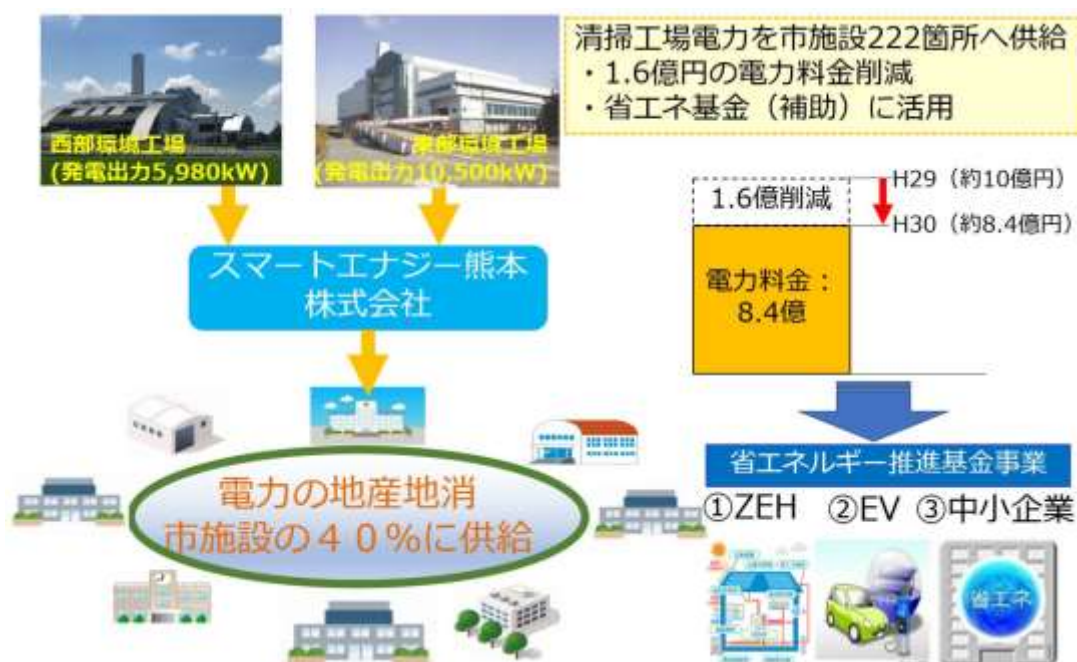 西部環境工場
(発電出力5,980kW)
東部環境工場
(発電出力10,500kW)
清掃工場電力を市施設222箇所へ供給
・1.6億円の電力料金削減
・省エネ基金（補助）に活用
スマートエナジー熊本
株式会社
電力の地産地消
市施設の４０％に供給
1.6億削減
H29（約10億円）
H30（約8.4億円）
電力料金：
8.4億
省エネルギー推進基金事業
①ZEH
②EV
③中小企業
省エネ